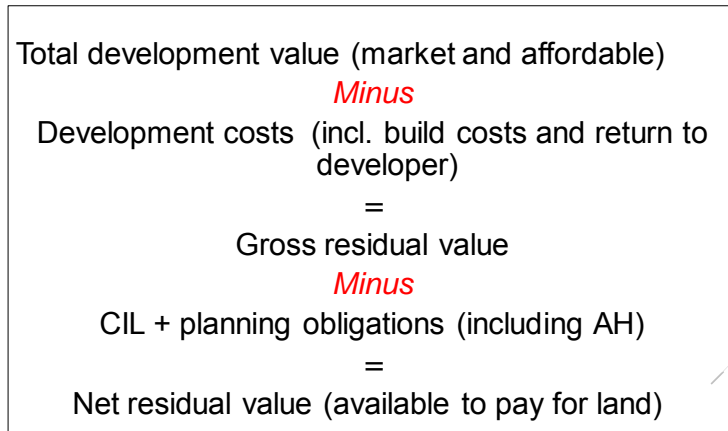 Total development value (market and affordable)
Minus
Development costs (incl. build costs and return to
developer)
=
Gross residual value
Minus
CIL + planning obligations (including AH)
=
Net residual value (available to pay for land)